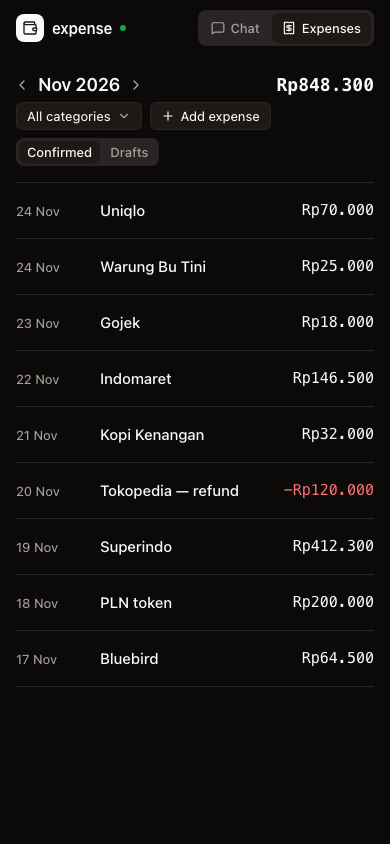 expense Chat Expenses
Nov 2026 Rp848.300
All categories Add expense
Confirmed Drafts
24 Nov Uniqlo Rp70.000
24 Nov Warung Bu Tini Rp25.000
23 Nov Gojek Rp18.000
22 Nov Indomaret Rp146.500
21 Nov Kopi Kenangan Rp32.000
20 Nov Tokopedia — refund −Rp120.000
19 Nov Superindo Rp412.300
18 Nov PLN token Rp200.000
17 Nov Bluebird Rp64.500